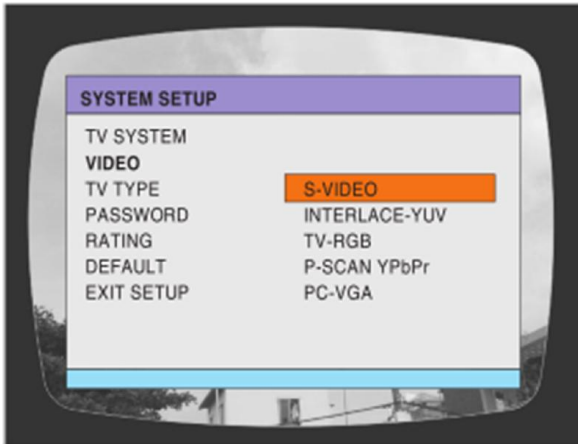 SYSTEM SETUP
TV SYSTEM
VIDEO
TV TYPE S-VIDEO
PASSWORD INTERLACE-YUV
RATING TV-RGB
DEFAULT P-SCAN YPbPr
EXIT SETUP PC-VGA